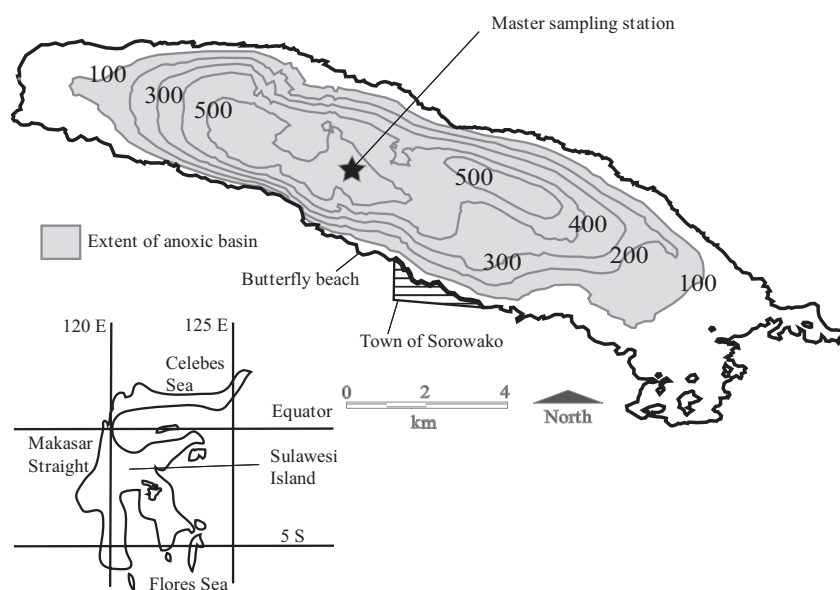 Master sampling station
100
300
500
500
400
200
300
100
Extent of anoxic basin
Butterfly beach
Town of Sorowako
0 2 4
km
North
120 E 125 E
Celebes
Sea
Equator
Makasar
Straight
Sulawesi
Island
5 S
Flores Sea